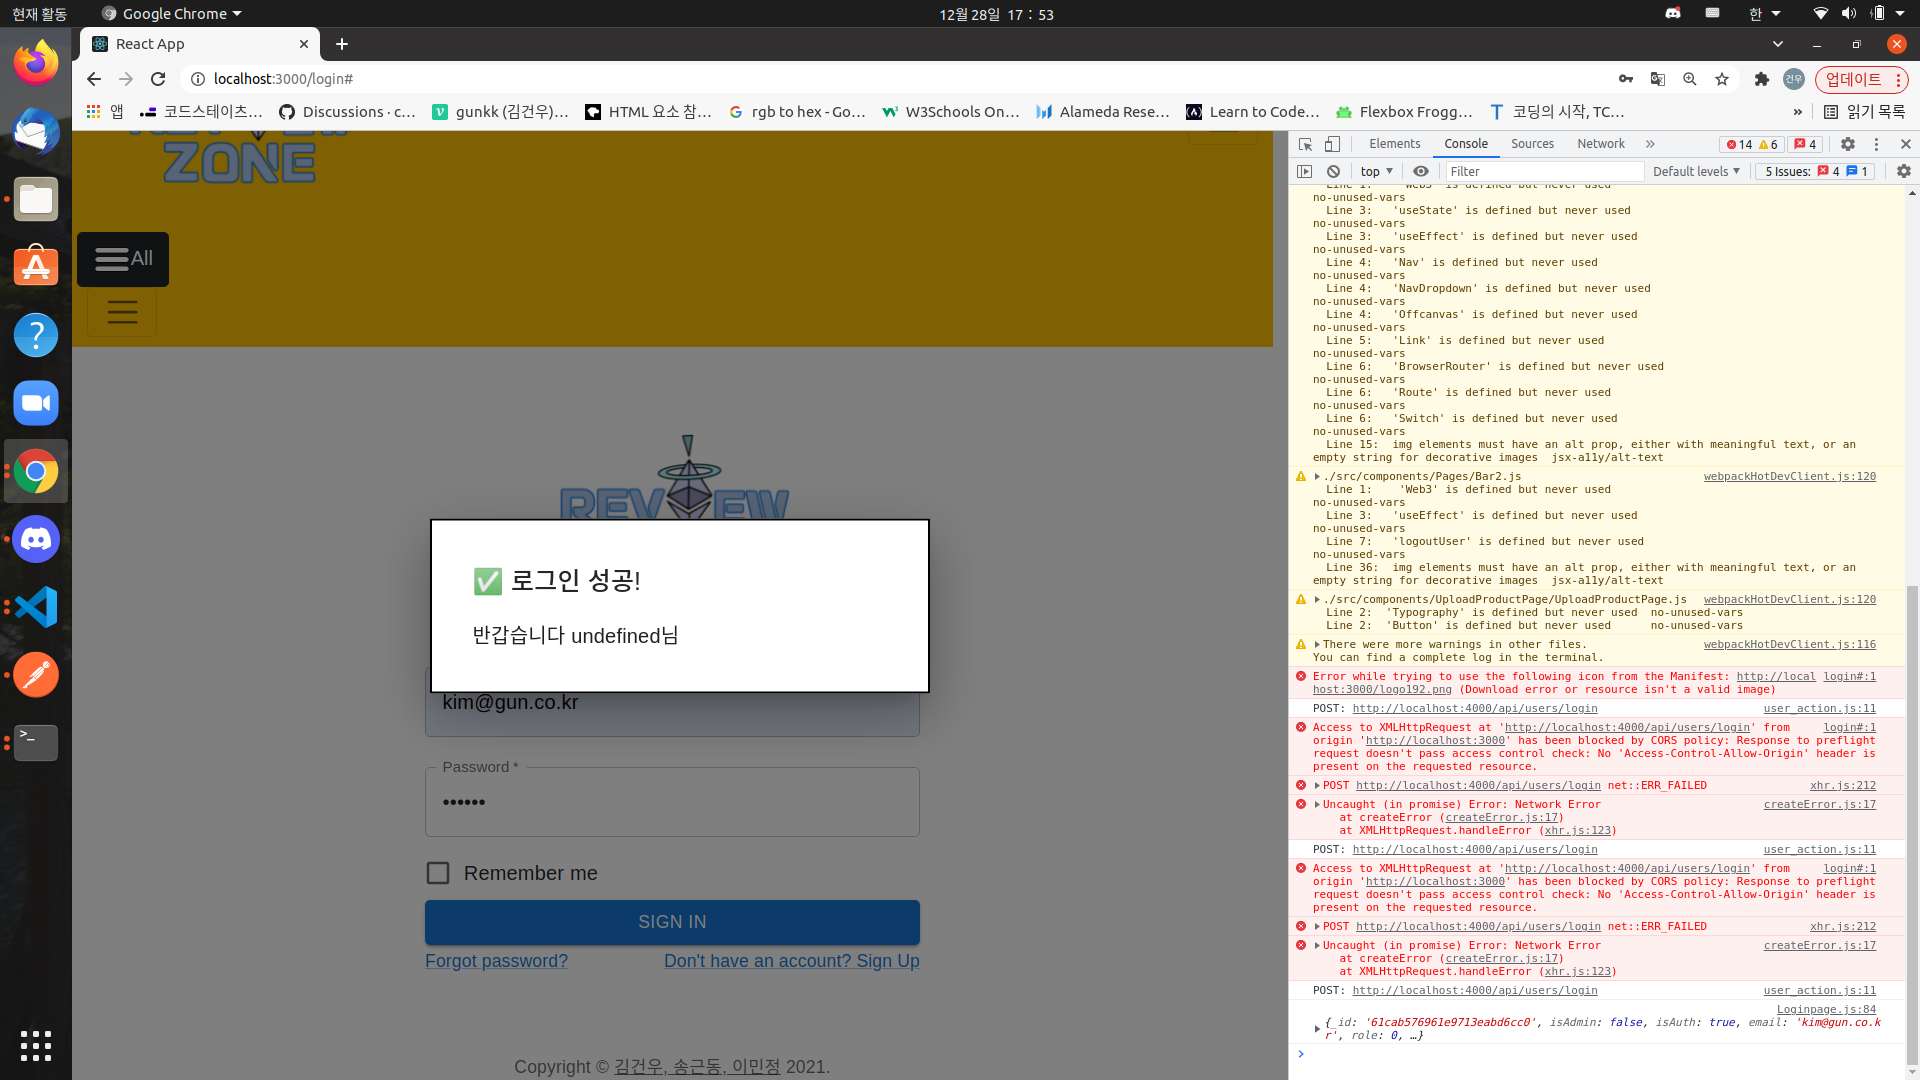 현재 활동
Google Chrome
12월 28일 17 : 53
한
React App
localhost:3000/login#
건우
업데이트
앱
코드스테이츠…
Discussions · c…
gunkk (김건우)…
HTML 요소 참…
rgb to hex - Go…
W3Schools On…
Alameda Rese…
Learn to Code…
Flexbox Frogg…
코딩의 시작, TC…
»
읽기 목록
ZONE
All
REVIEW
✅ 로그인 성공!
반갑습니다 undefined님
kim@gun.co.kr
Password *
••••••
Remember me
SIGN IN
Forgot password?
Don't have an account? Sign Up
Copyright © 김건우, 송근동, 이민정 2021.
Elements
Console
Sources
Network
»
14
6
4
top
Filter
Default levels
5 Issues: 4 1
Line 1: 'Web3' is defined but never used
no-unused-vars
Line 3: 'useState' is defined but never used
no-unused-vars
Line 3: 'useEffect' is defined but never used
no-unused-vars
Line 4: 'Nav' is defined but never used
no-unused-vars
Line 4: 'NavDropdown' is defined but never used
no-unused-vars
Line 4: 'Offcanvas' is defined but never used
no-unused-vars
Line 5: 'Link' is defined but never used
no-unused-vars
Line 6: 'BrowserRouter' is defined but never used
no-unused-vars
Line 6: 'Route' is defined but never used
no-unused-vars
Line 6: 'Switch' is defined but never used
no-unused-vars
Line 15: img elements must have an alt prop, either with meaningful text, or an
empty string for decorative images jsx-a11y/alt-text
./src/components/Pages/Bar2.js webpackHotDevClient.js:120
Line 1: 'Web3' is defined but never used
no-unused-vars
Line 3: 'useEffect' is defined but never used
no-unused-vars
Line 7: 'logoutUser' is defined but never used
no-unused-vars
Line 36: img elements must have an alt prop, either with meaningful text, or an
empty string for decorative images jsx-a11y/alt-text
./src/components/UploadProductPage/UploadProductPage.js webpackHotDevClient.js:120
Line 2: 'Typography' is defined but never used no-unused-vars
Line 2: 'Button' is defined but never used no-unused-vars
There were more warnings in other files. webpackHotDevClient.js:116
You can find a complete log in the terminal.
Error while trying to use the following icon from the Manifest: http://local login#:1
host:3000/logo192.png (Download error or resource isn't a valid image)
POST: http://localhost:4000/api/users/login user_action.js:11
Access to XMLHttpRequest at 'http://localhost:4000/api/users/login' from login#:1
origin 'http://localhost:3000' has been blocked by CORS policy: Response to preflight
request doesn't pass access control check: No 'Access-Control-Allow-Origin' header is
present on the requested resource.
POST http://localhost:4000/api/users/login net::ERR_FAILED xhr.js:212
Uncaught (in promise) Error: Network Error createError.js:17
at createError (createError.js:17)
at XMLHttpRequest.handleError (xhr.js:123)
POST: http://localhost:4000/api/users/login user_action.js:11
Access to XMLHttpRequest at 'http://localhost:4000/api/users/login' from login#:1
origin 'http://localhost:3000' has been blocked by CORS policy: Response to preflight
request doesn't pass access control check: No 'Access-Control-Allow-Origin' header is
present on the requested resource.
POST http://localhost:4000/api/users/login net::ERR_FAILED xhr.js:212
Uncaught (in promise) Error: Network Error createError.js:17
at createError (createError.js:17)
at XMLHttpRequest.handleError (xhr.js:123)
POST: http://localhost:4000/api/users/login user_action.js:11
Loginpage.js:84
{_id: '61cab576961e9713eabd6cc0', isAdmin: false, isAuth: true, email: 'kim@gun.co.k
r', role: 0, …}